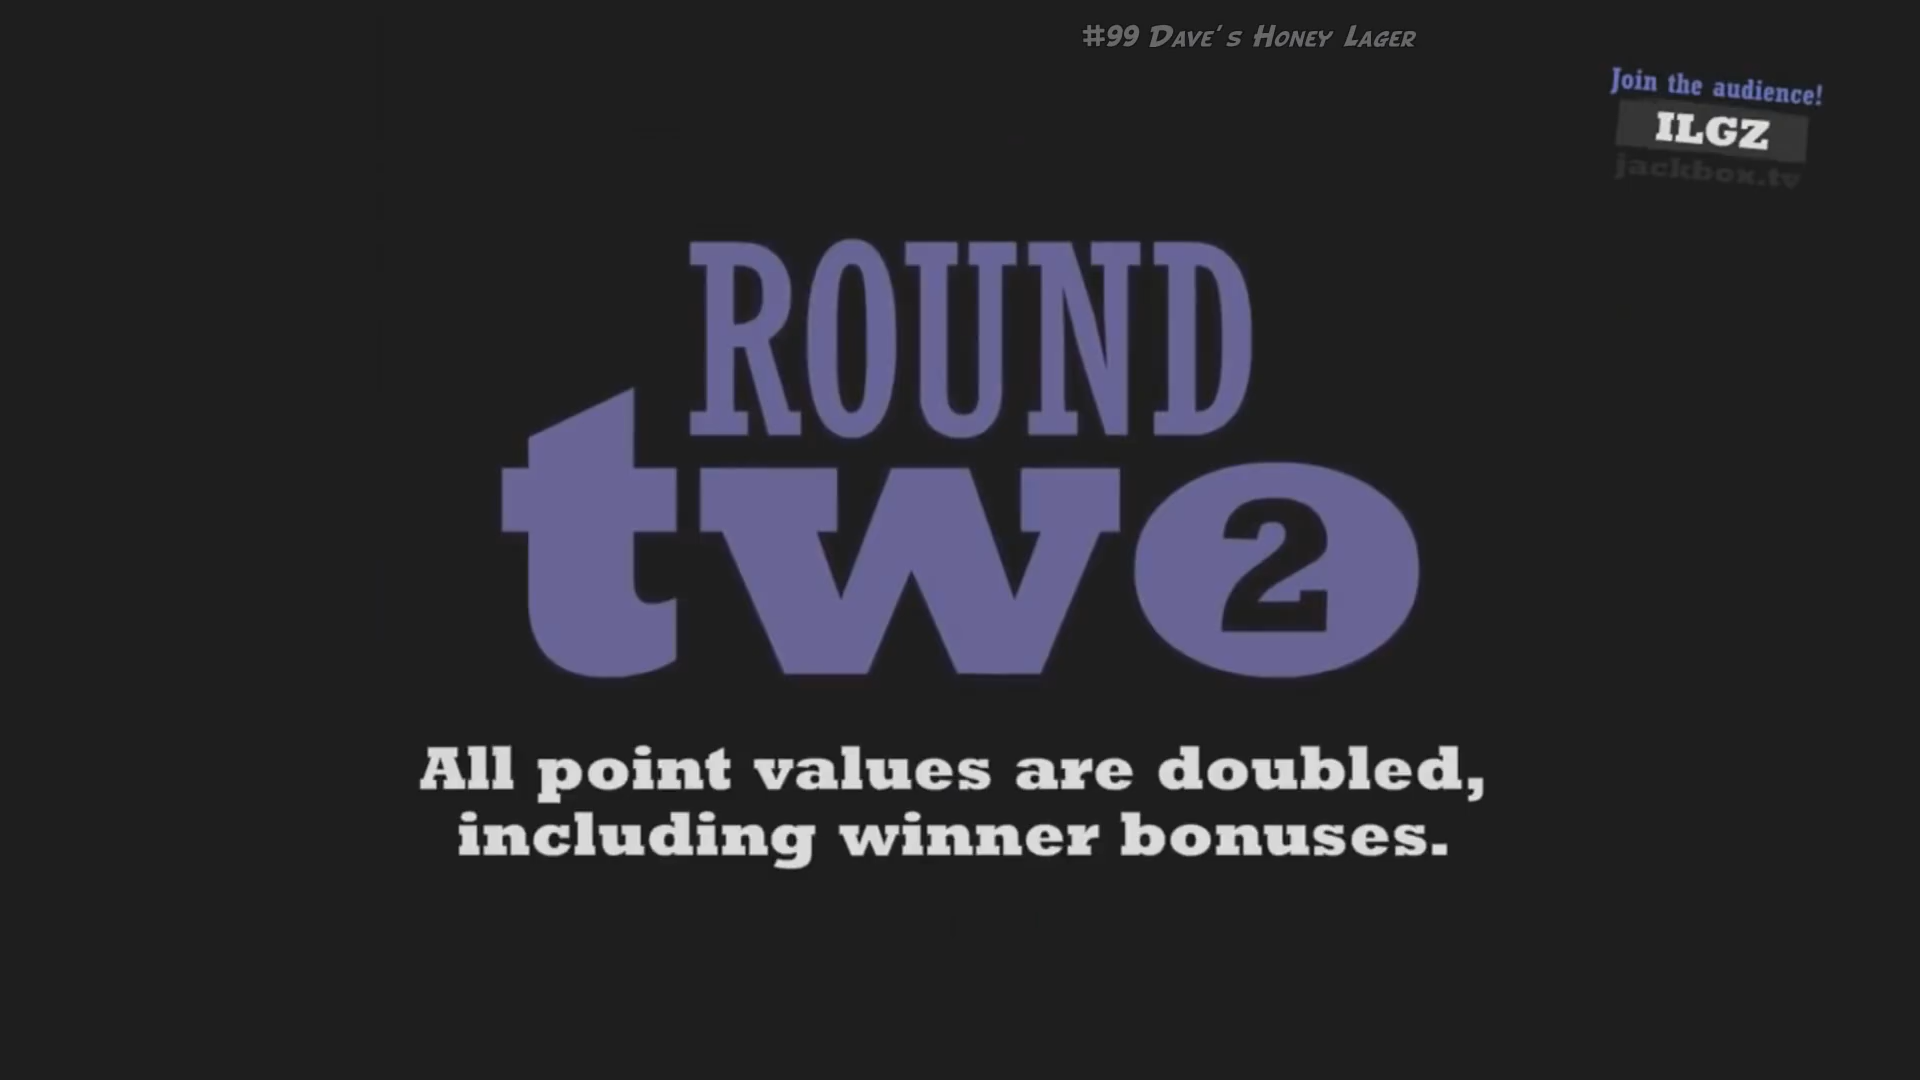 #99 Dave's Honey Lager
Join the audience!
ILGZ
jackbox.tv
ROUND
two
2
All point values are doubled,
including winner bonuses.